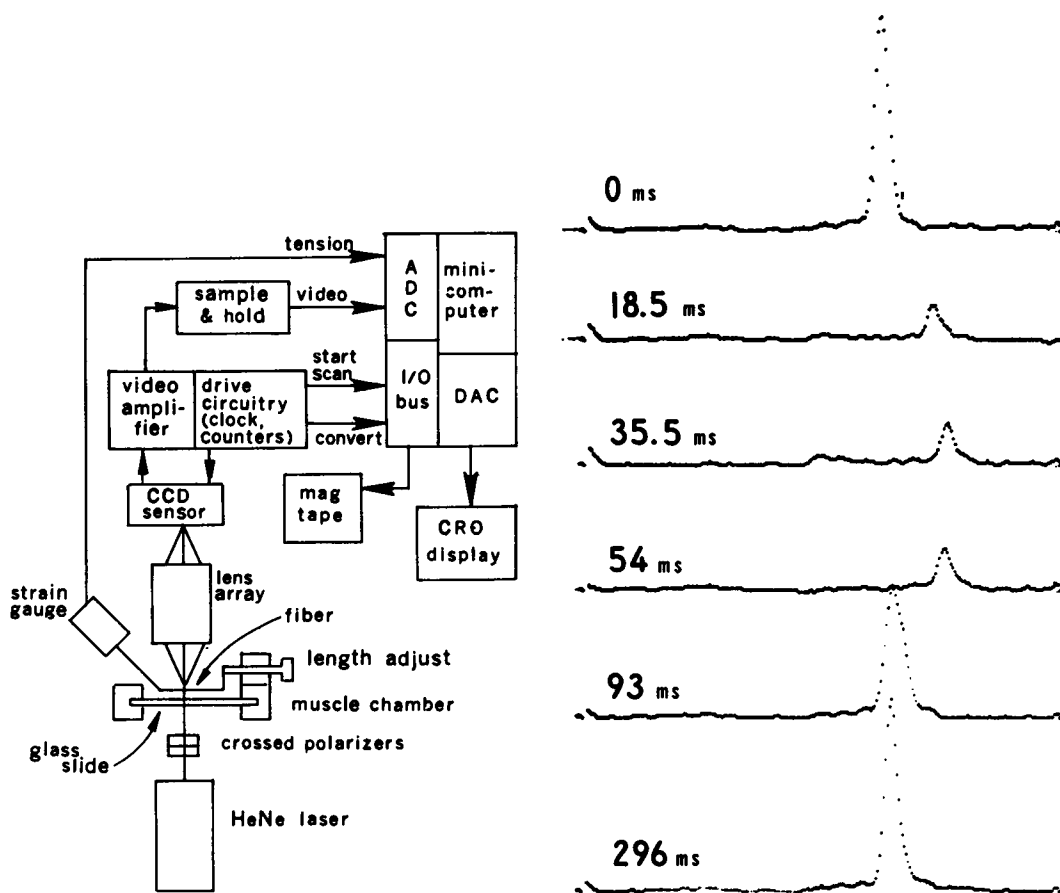 tension
A
D
C
mini-
com-
puter
sample
& hold
video
start
scan
I/O
bus
DAC
video
ampli-
fier
drive
circuitry
(clock,
counters)
convert
CCD
sensor
mag
tape
CRO
display
lens
array
strain
gauge
fiber
length adjust
muscle chamber
glass
slide
crossed polarizers
HeNe laser
0 ms
18.5 ms
35.5 ms
54 ms
93 ms
296 ms